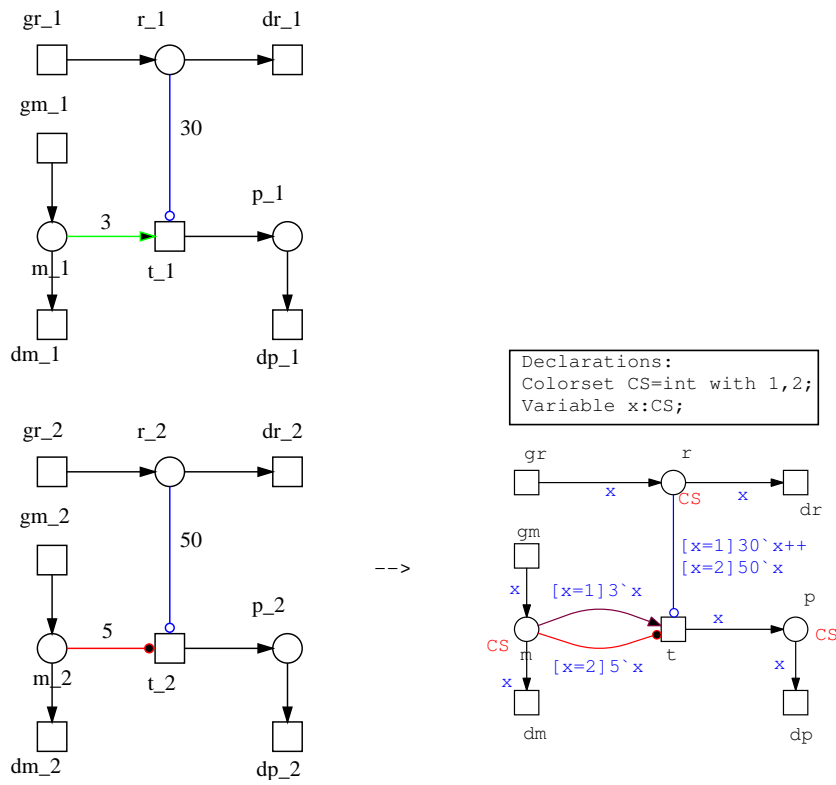 gr_1
r_1
dr_1
gm_1
30
p_1
3
m_1
t_1
dm_1
dp_1
gr_2
r_2
dr_2
gm_2
50
p_2
5
m_2
t_2
dm_2
dp_2
-->
Declarations:
Colorset CS=int with 1,2;
Variable x:CS;
gr
r
x
CS
x
dr
gm
[x=1]30`x++
[x=2]50`x
x
[x=1]3`x
p
x
CS
m
t
CS
[x=2]5`x
x
x
dm
dp